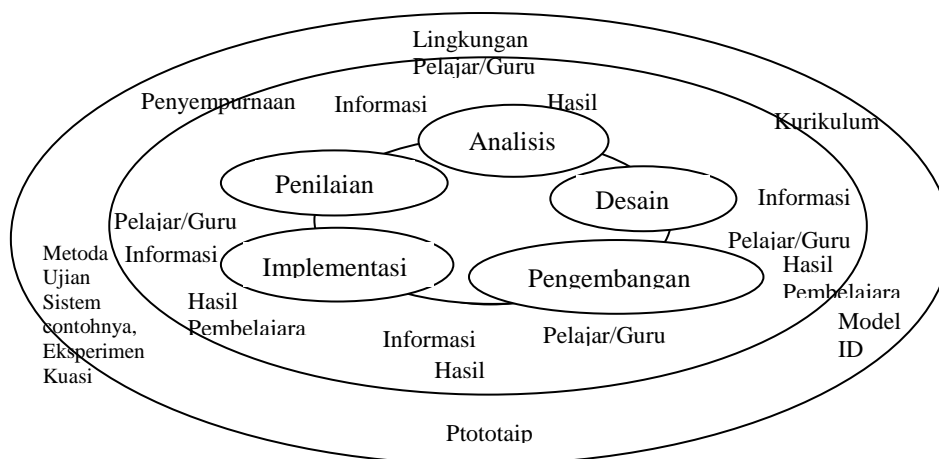 Lingkungan
Pelajar/Guru
Penyempurnaan
Informasi
Hasil
Kurikulum
Analisis
Penilaian
Desain
Informasi
Pelajar/Guru
Informasi
Pelajar/Guru
Hasil
Pembelajara
Metoda
Ujian
Sistem
contohnya,
Eksperimen
Kuasi
Implementasi
Pengembangan
Hasil
Pembelajara
Informasi
Hasil
Pelajar/Guru
Model
ID
Ptototaip